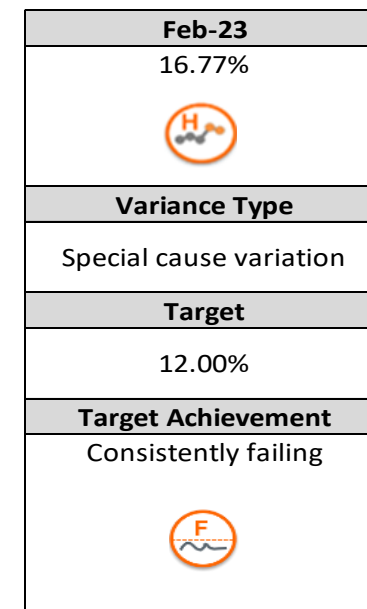 Feb-23
16.77%
H
Variance Type
Special cause variation
Target
12.00%
Target Achievement
Consistently failing
F